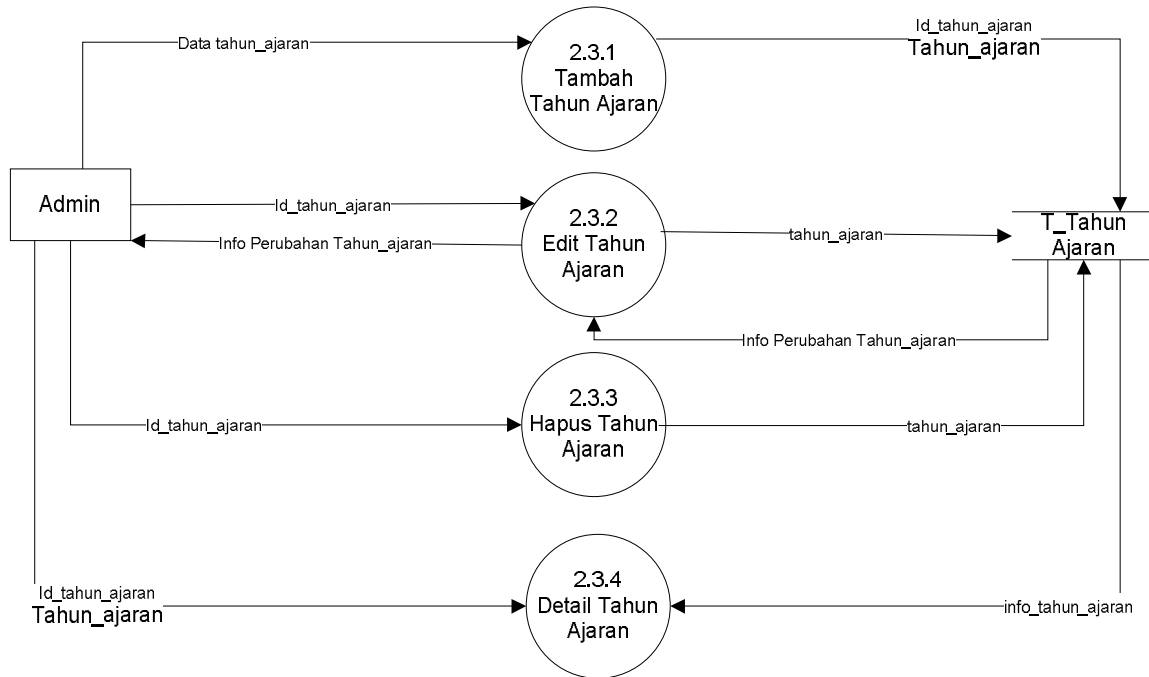 Data tahun_ajaran
2.3.1
Tambah
Tahun Ajaran
Id_tahun_ajaran
Tahun_ajaran
Admin
Id_tahun_ajaran
Info Perubahan Tahun_ajaran
2.3.2
Edit Tahun
Ajaran
tahun_ajaran
T_Tahun
Ajaran
Info Perubahan Tahun_ajaran
Id_tahun_ajaran
2.3.3
Hapus Tahun
Ajaran
tahun_ajaran
Id_tahun_ajaran
Tahun_ajaran
2.3.4
Detail Tahun
Ajaran
info_tahun_ajaran